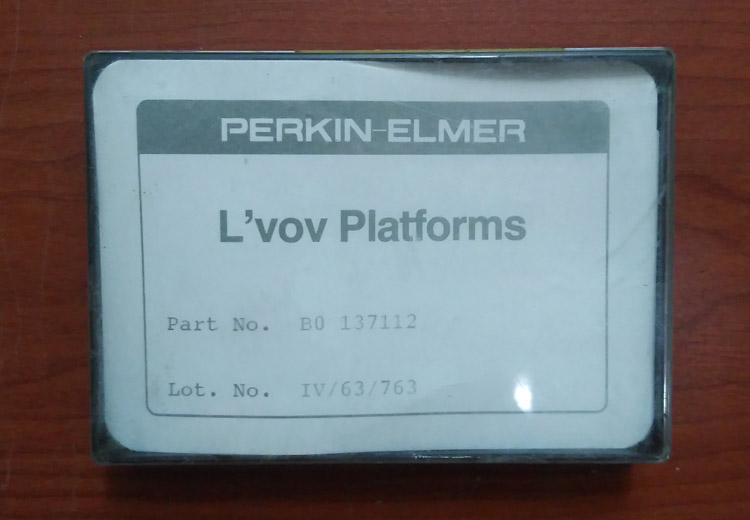 PERKIN-ELMER
L'vov Platforms
Part No. B0 137112
Lot. No. IV/63/763